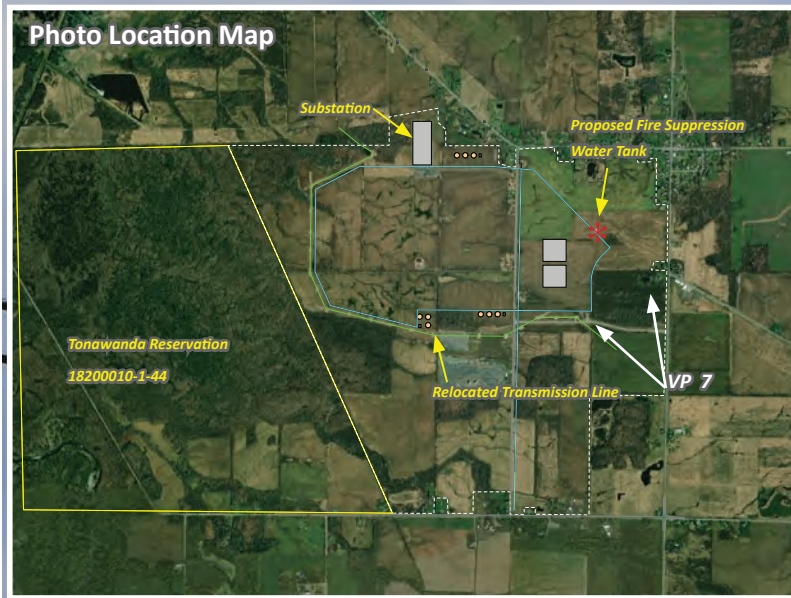 Photo Location Map
Substation
Proposed Fire Suppression
Water Tank
Tonawanda Reservation
18200010-1-44
Relocated Transmission Line
VP 7